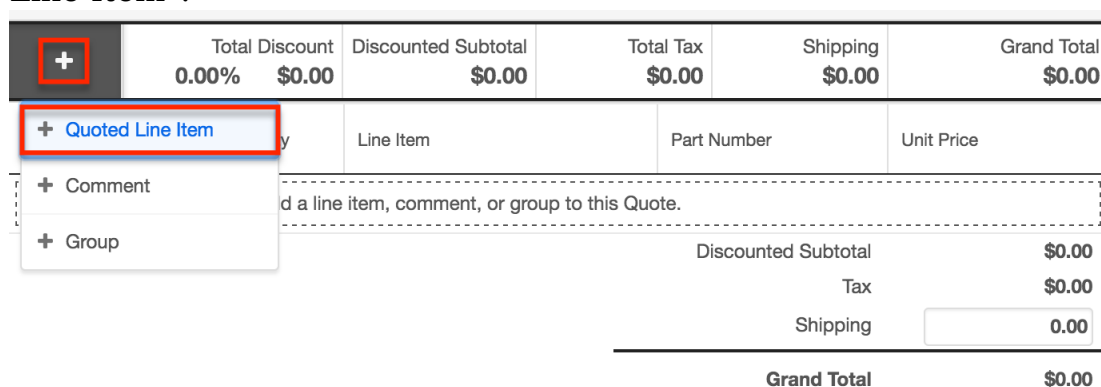 Total Discount Discounted Subtotal Total Tax Shipping Grand Total
0.00% $0.00 $0.00 $0.00 $0.00 $0.00
+ Quoted Line Item
Line Item Part Number Unit Price
+ Comment
a line item, comment, or group to this Quote.
+ Group
Discounted Subtotal $0.00
Tax $0.00
Shipping 0.00
Grand Total $0.00